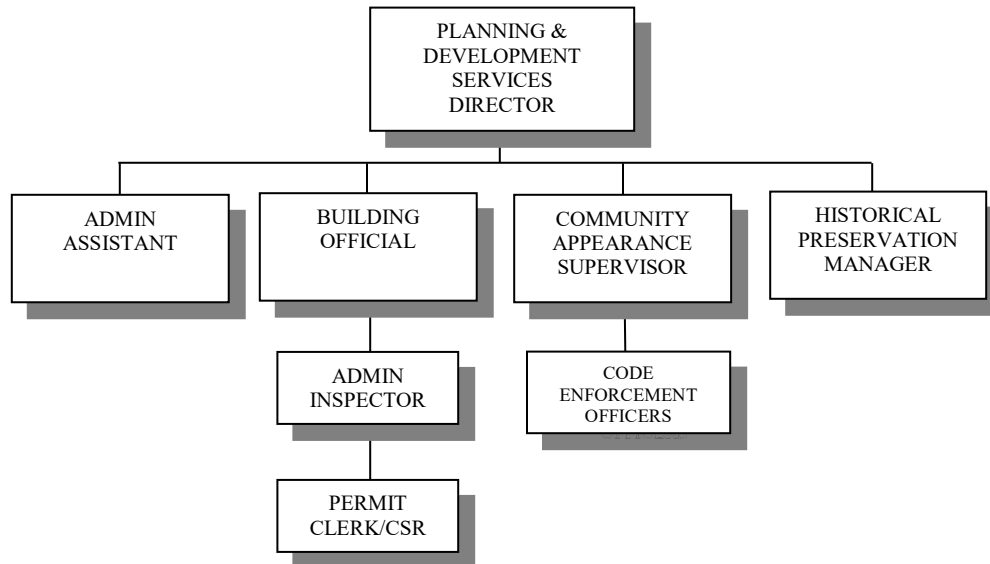 PLANNING &
DEVELOPMENT
SERVICES
DIRECTOR
ADMIN
ASSISTANT
BUILDING
OFFICIAL
COMMUNITY
APPEARANCE
SUPERVISOR
HISTORICAL
PRESERVATION
MANAGER
ADMIN
INSPECTOR
CODE
ENFORCEMENT
OFFICERS
PERMIT
CLERK/CSR